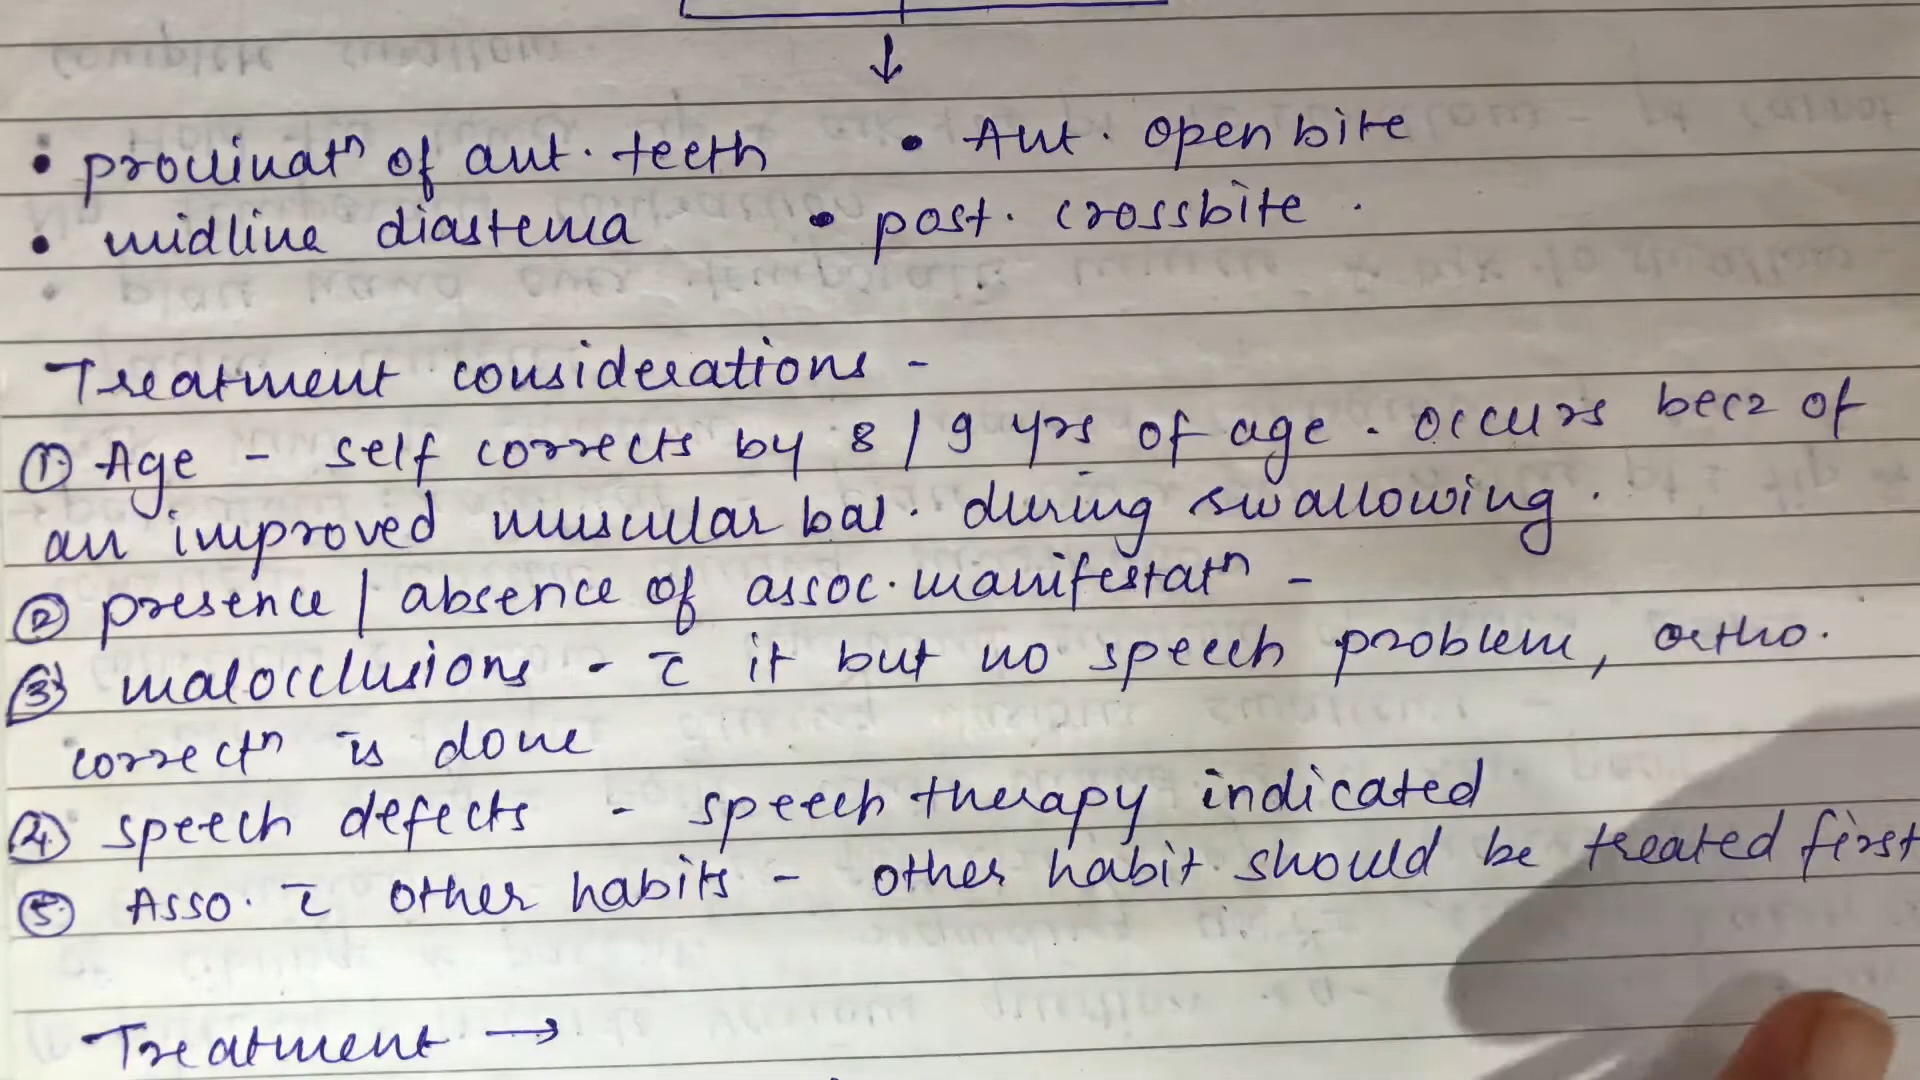 ↓
• proclinatⁿ of ant. teeth • Ant. open bite
• midline diastema • post. crossbite.
Treatment considerations -
① Age - self corrects by 8/9 yrs of age. occurs becz of
an improved muscular bal. during swallowing.
② presence / absence of assoc. manifestatⁿ -
③ malocclusions - c̄ it but no speech problem, ortho.
correctⁿ is done
④ speech defects - speech therapy indicated
⑤ Asso. c̄ other habits - other habit should be treated first
Treatment →